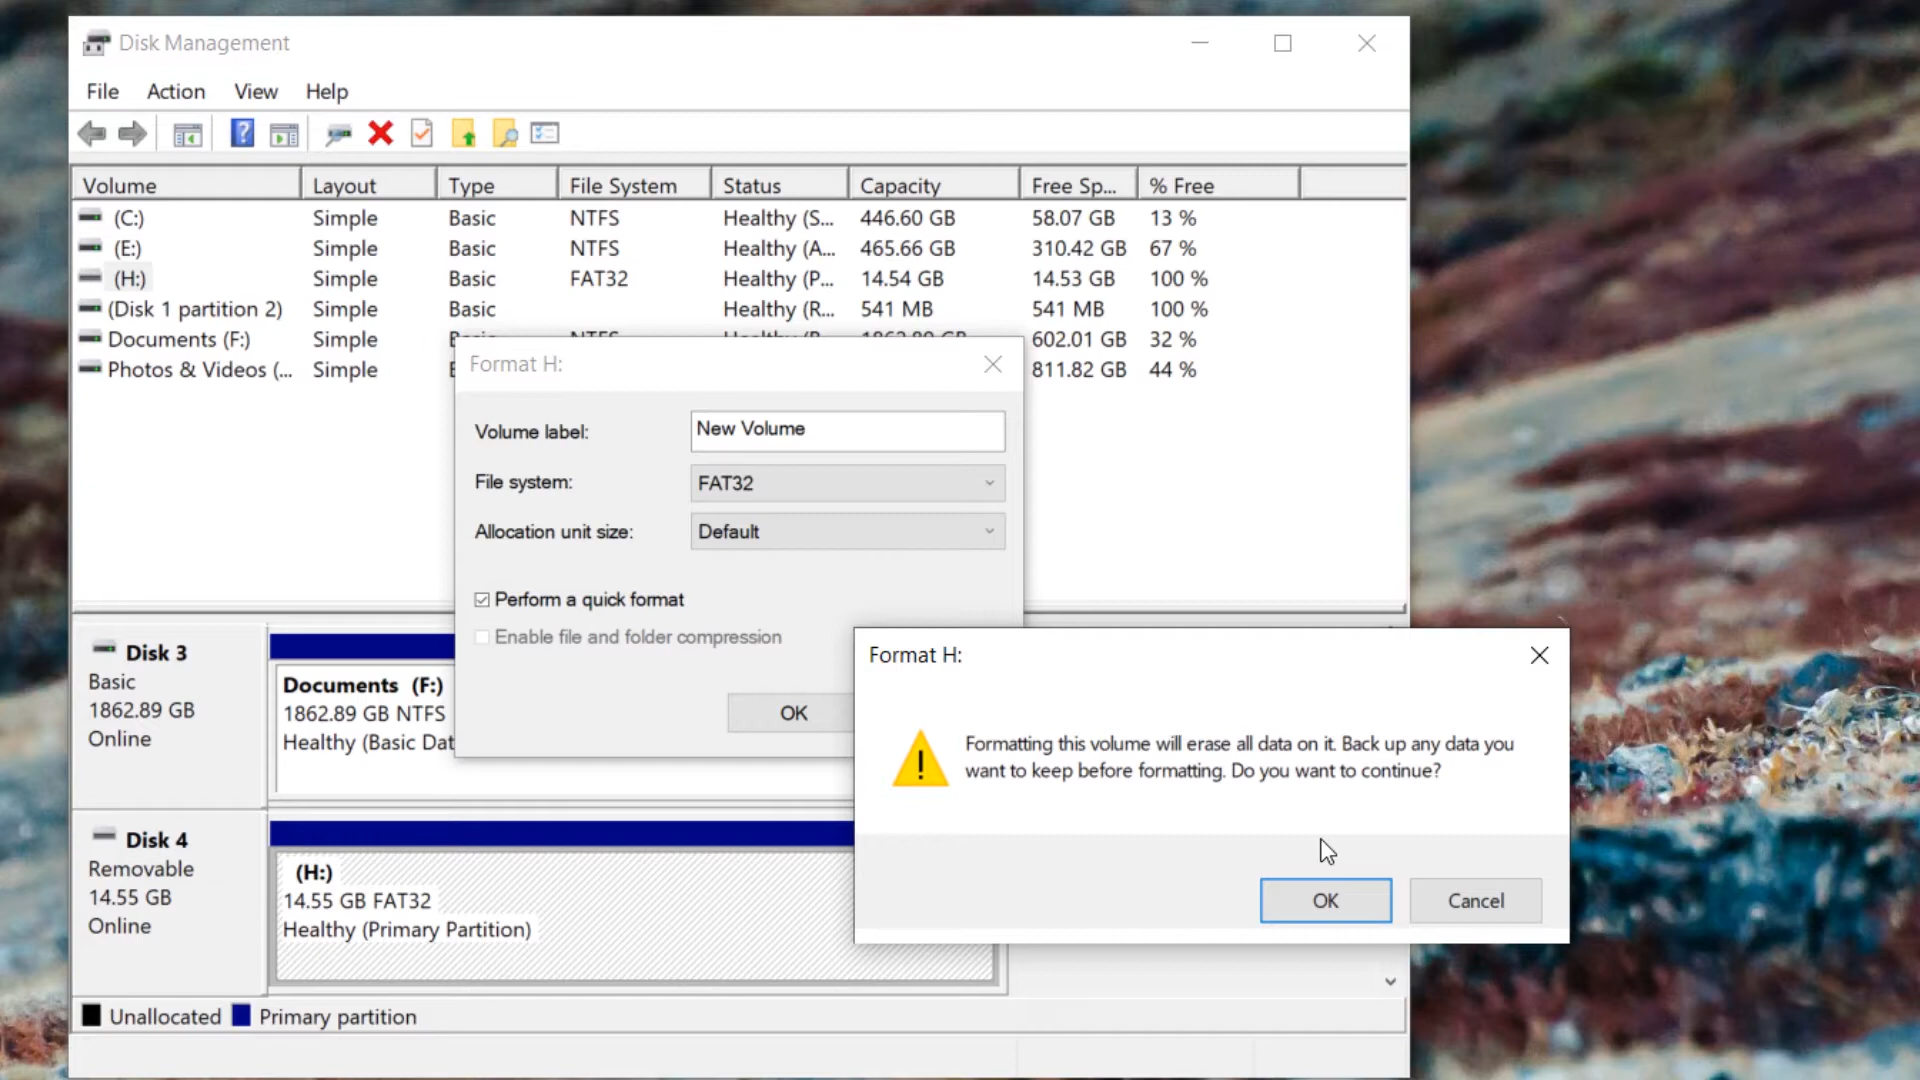 Disk Management
File Action View Help
Volume Layout Type File System Status Capacity Free Sp... % Free
(C:) Simple Basic NTFS Healthy (S... 446.60 GB 58.07 GB 13 %
(E:) Simple Basic NTFS Healthy (A... 465.66 GB 310.42 GB 67 %
(H:) Simple Basic FAT32 Healthy (P... 14.54 GB 14.53 GB 100 %
(Disk 1 partition 2) Simple Basic Healthy (R... 541 MB 541 MB 100 %
Documents (F:) Simple 602.01 GB 32 %
Photos & Videos (... Simple 811.82 GB 44 %
Format H:
Volume label: New Volume
File system: FAT32
Allocation unit size: Default
Perform a quick format
Enable file and folder compression
OK
Disk 3
Basic
1862.89 GB
Online
Documents (F:)
1862.89 GB NTFS
Healthy (Basic Dat
Format H:
Formatting this volume will erase all data on it. Back up any data you
want to keep before formatting. Do you want to continue?
OK Cancel
Disk 4
Removable
14.55 GB
Online
(H:)
14.55 GB FAT32
Healthy (Primary Partition)
Unallocated Primary partition